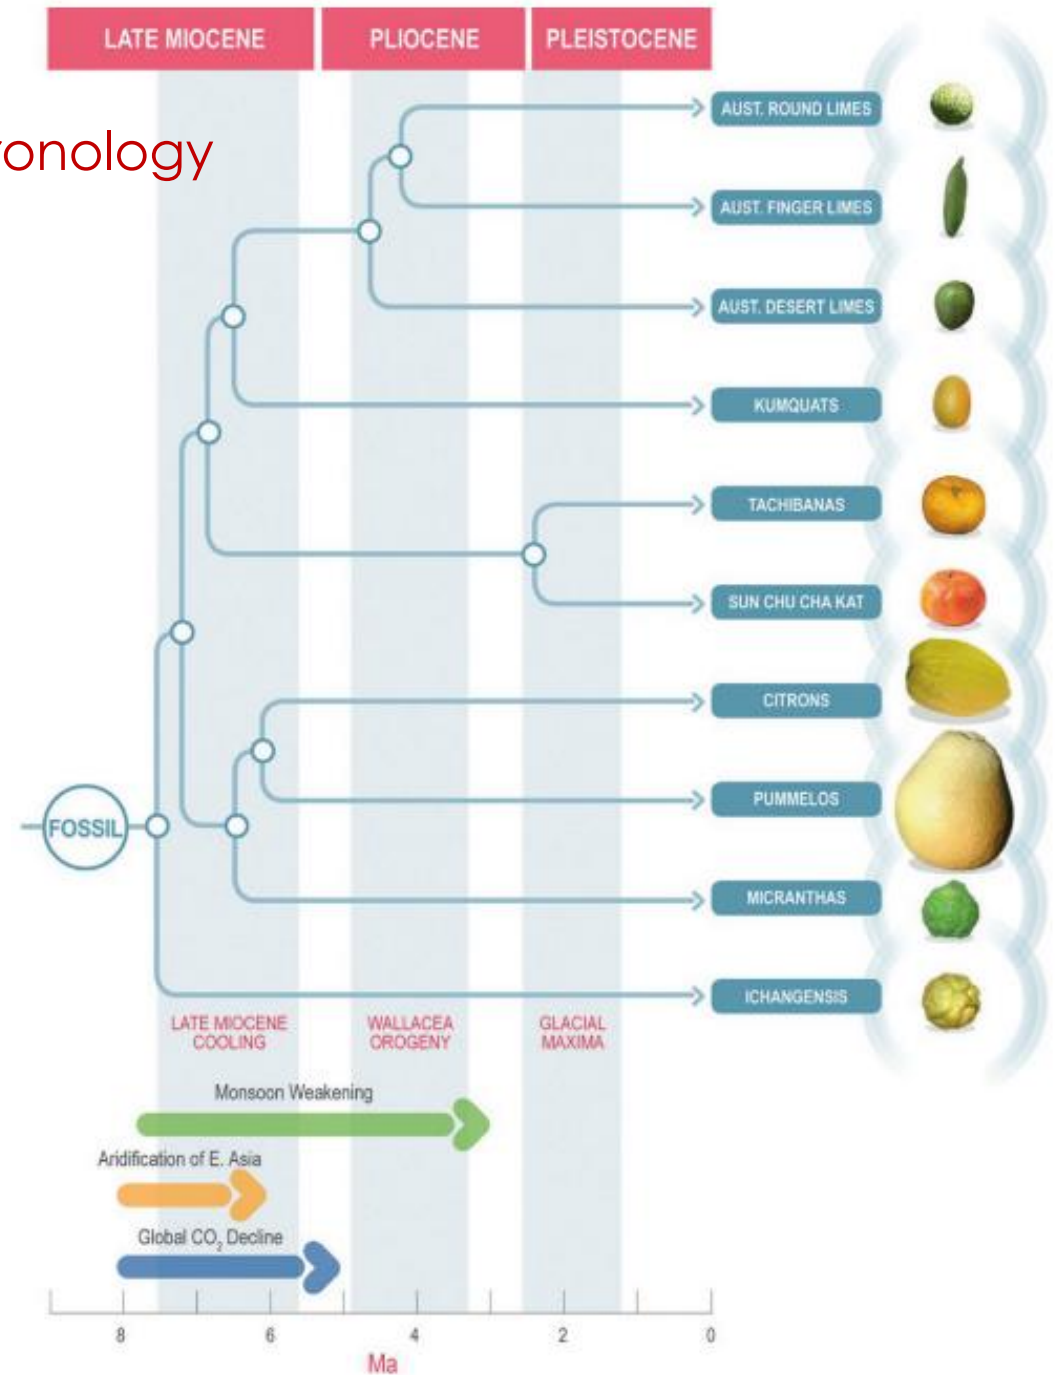 LATE MIOCENE
PLIOCENE
PLEISTOCENE
ronology
AUST. ROUND LIMES
AUST. FINGER LIMES
AUST. DESERT LIMES
KUMQUATS
TACHIBANAS
SUN CHU CHA KAT
CITRONS
PUMMELOS
FOSSIL
MICRANTHAS
ICHANGENSIS
LATE MIOCENE
COOLING
WALLACEA
OROGENY
GLACIAL
MAXIMA
Monsoon Weakening
Aridification of E. Asia
Global CO₂ Decline
8 6 4 2 0
Ma